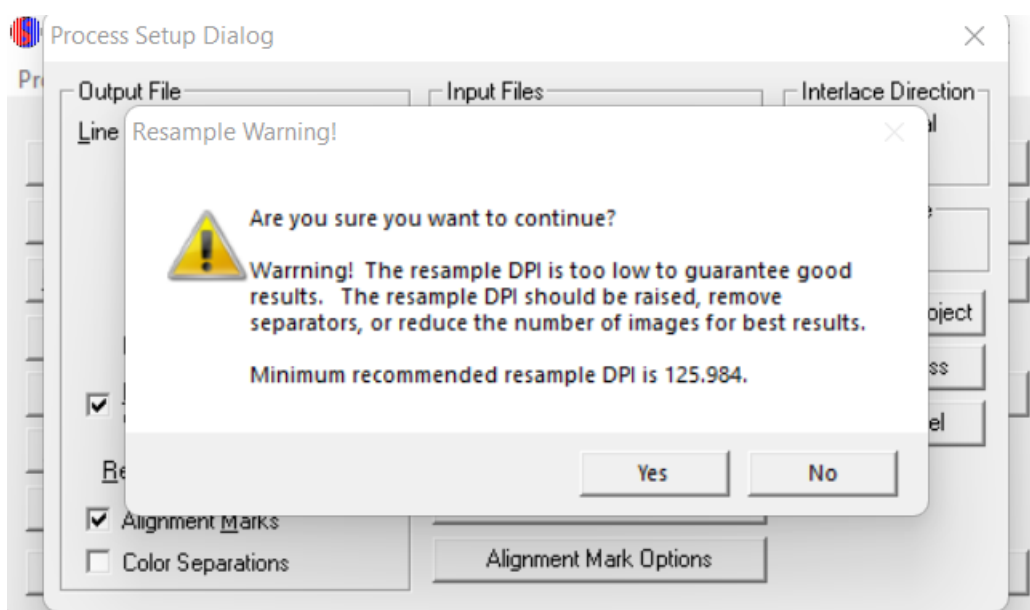 Process Setup Dialog
Output File
Input Files
Interlace Direction
Line
Resample Warning!
Are you sure you want to continue?
Warrning! The resample DPI is too low to guarantee good
results. The resample DPI should be raised, remove
separators, or reduce the number of images for best results.
Minimum recommended resample DPI is 125.984.
Yes
No
Alignment Marks
Color Separations
Alignment Mark Options